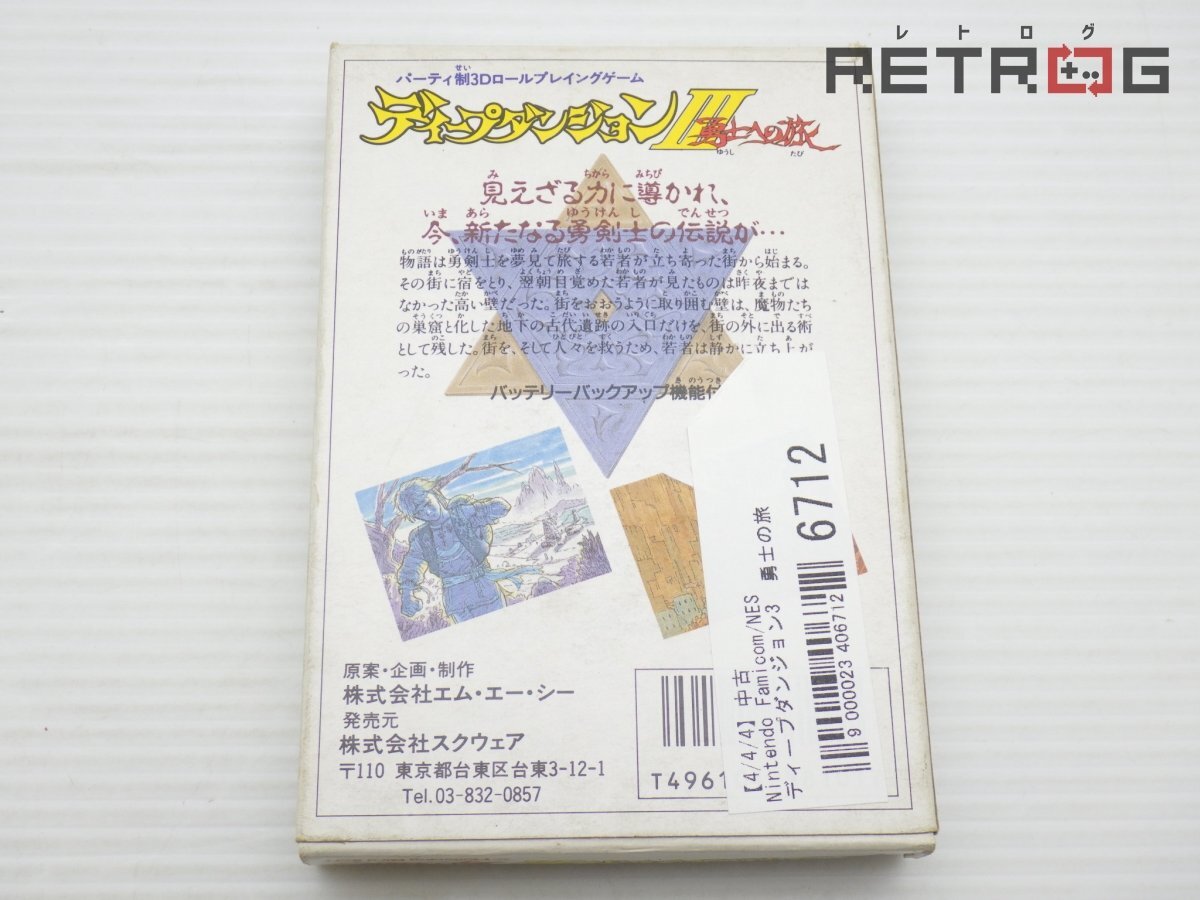 レトログ
RETROG
パーティ制3Dロールプレイングゲーム
ディープダンジョンIII 勇士への旅
見えざる力に導かれ、
今、新たなる勇剣士の伝説が…
物語は勇剣士を夢見て旅する若者が立ち寄った街から始まる。
その街に宿をとり、翌朝目覚めた若者が見たものは昨夜までは
なかった高い壁だった。街をおおうように取り囲む壁は、魔物たち
の巣窟と化した地下の古代遺跡の入口だけを、街の外に出る術
として残した。街を、そして人々を救うため、若者は静かに立ち上が
った。
バッテリーバックアップ機能付
原案・企画・制作
株式会社エム・エー・シー
発売元
株式会社スクウェア
〒110 東京都台東区台東3-12-1
Tel.03-832-0857
T4961
【4/4/4】中古
Nintendo Famicom/NES
ディープダンジョン3 勇士の旅
6712
9 000023 406712